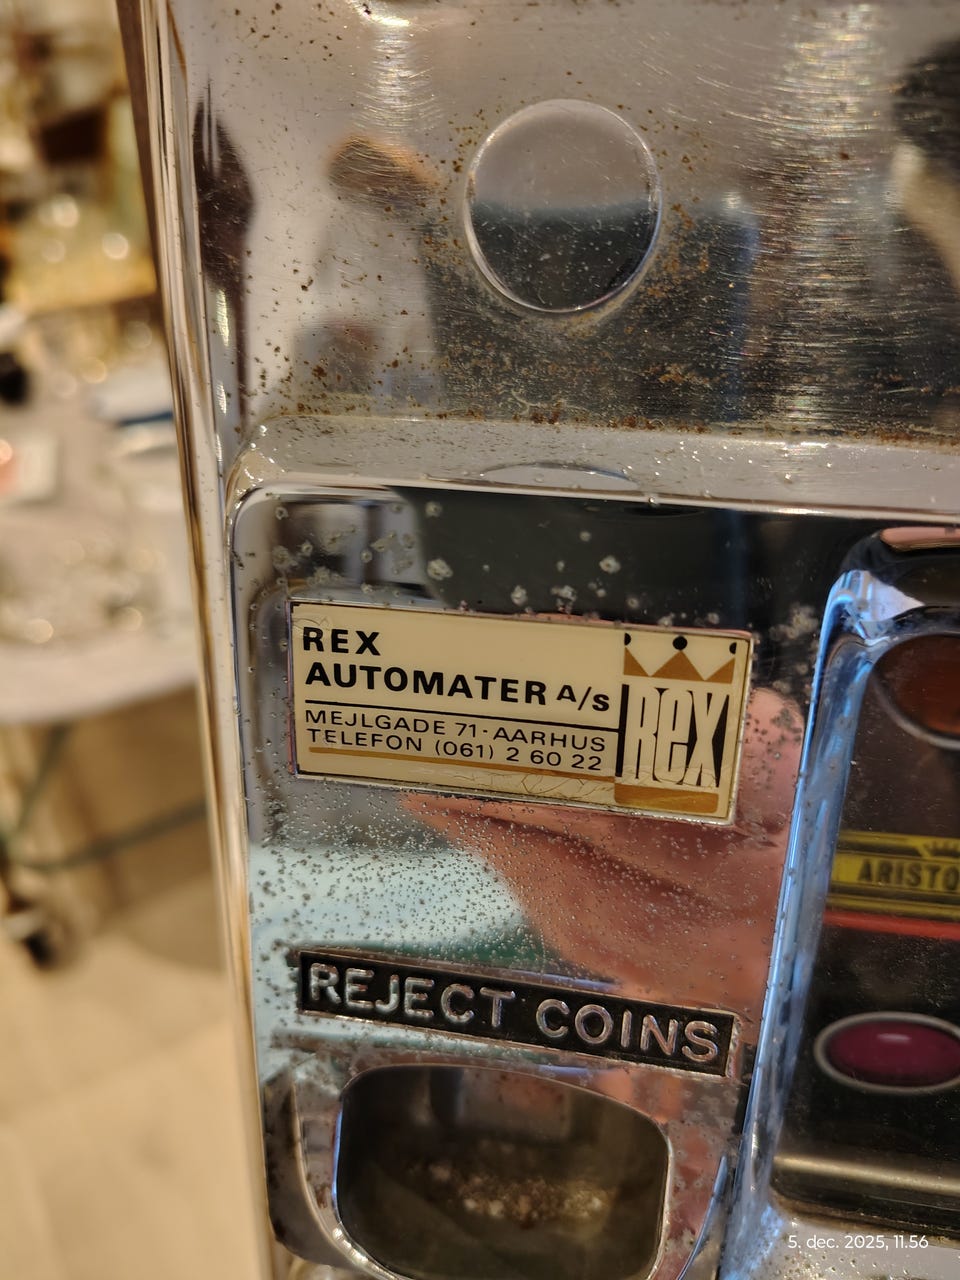 REX
AUTOMATER A/S
MEJLGADE 71 - AARHUS
TELEFON (061) 2 60 22
REX
ARISTO
REJECT COINS
5. dec. 2025, 11.56